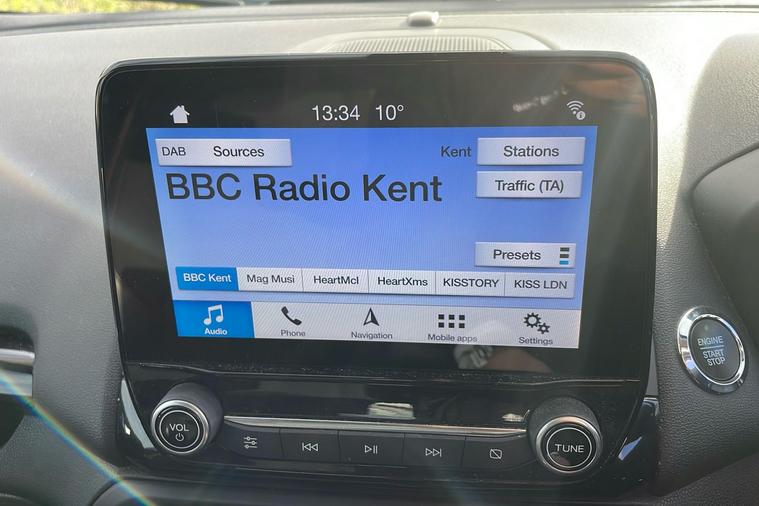 13:34 10°
DAB Sources
Kent Stations
BBC Radio Kent
Traffic (TA)
Presets
BBC Kent Mag Musi HeartMcl HeartXms KISSTORY KISS LDN
Audio Phone Navigation Mobile apps Settings
ENGINE
START
STOP
VOL
TUNE